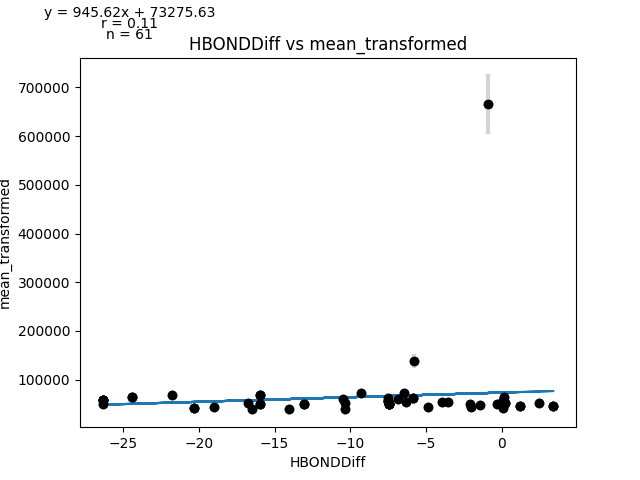 y = 945.62x + 73275.63
r = 0.11
n = 61
HBONDDiff vs mean_transformed
700000
600000
500000
400000
300000
200000
100000
mean_transformed
−25
−20
−15
−10
−5
0
HBONDDiff